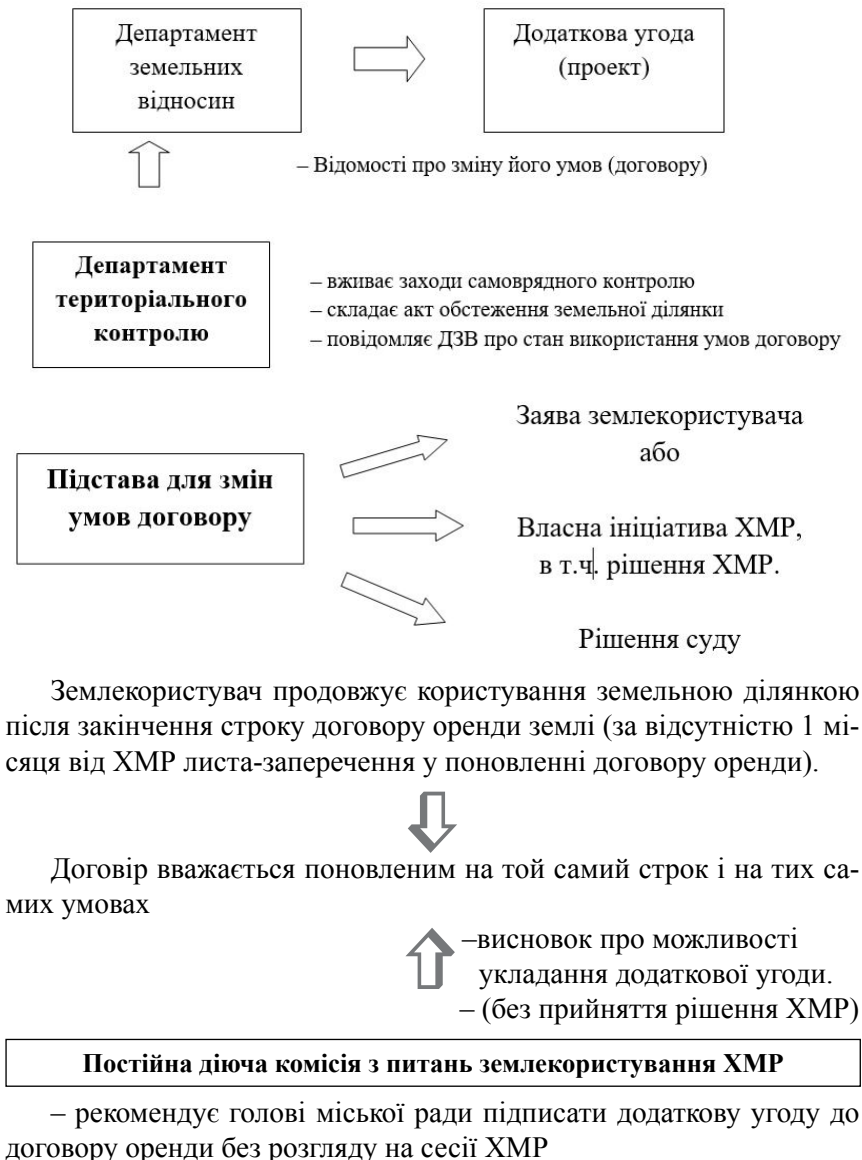 Департамент
земельних
відносин
Додаткова угода
(проект)
– Відомості про зміну його умов (договору)
Департамент
територіального
контролю
– вживає заходи самоврядного контролю
– складає акт обстеження земельної ділянки
– повідомляє ДЗВ про стан використання умов договору
Підстава для змін
умов договору
Заява землекористувача
або
Власна ініціатива ХМР,
в т.ч. рішення ХМР.
Рішення суду
Землекористувач продовжує користування земельною ділянкою
після закінчення строку договору оренди землі (за відсутністю 1 мі-
сяця від ХМР листа-заперечення у поновленні договору оренди).
Договір вважається поновленим на той самий строк і на тих са-
мих умовах
–висновок про можливості
укладання додаткової угоди.
– (без прийняття рішення ХМР)
Постійна діюча комісія з питань землекористування ХМР
– рекомендує голові міської ради підписати додаткову угоду до
договору оренди без розгляду на сесії ХМР